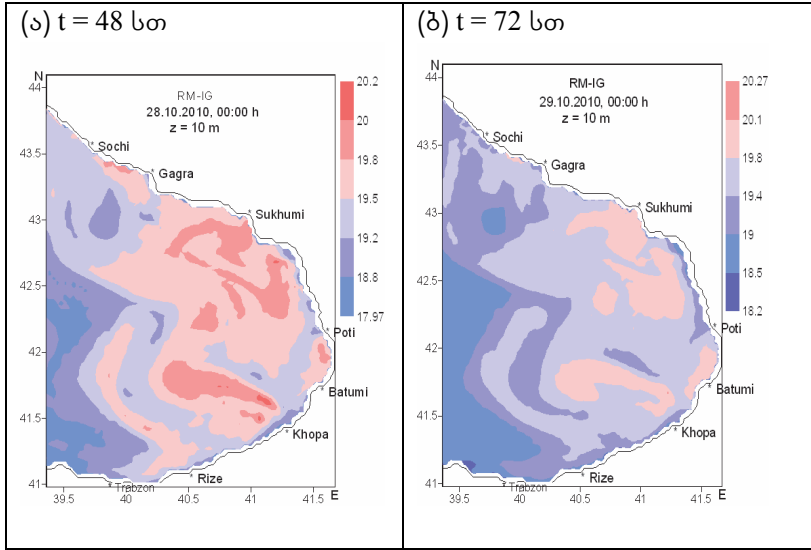 (ა) t = 48 სთ
N
44
43.5
43
42.5
42
41.5
41
39.5 40 40.5 41 41.5 E
RM-IG
28.10.2010, 00:00 h
z = 10 m
Sochi
Gagra
Sukhumi
Poti
Batumi
Khopa
Rize
Trabzon
20.2
20
19.8
19.5
19.2
18.8
17.97
(ბ) t = 72 სთ
N
44
43.5
43
42.5
42
41.5
41
39.5 40 40.5 41 41.5 E
RM-IG
29.10.2010, 00:00 h
z = 10 m
Sochi
Gagra
Sukhumi
Poti
Batumi
Khopa
Rize
Trabzon
20.27
20.1
19.8
19.4
19
18.5
18.2